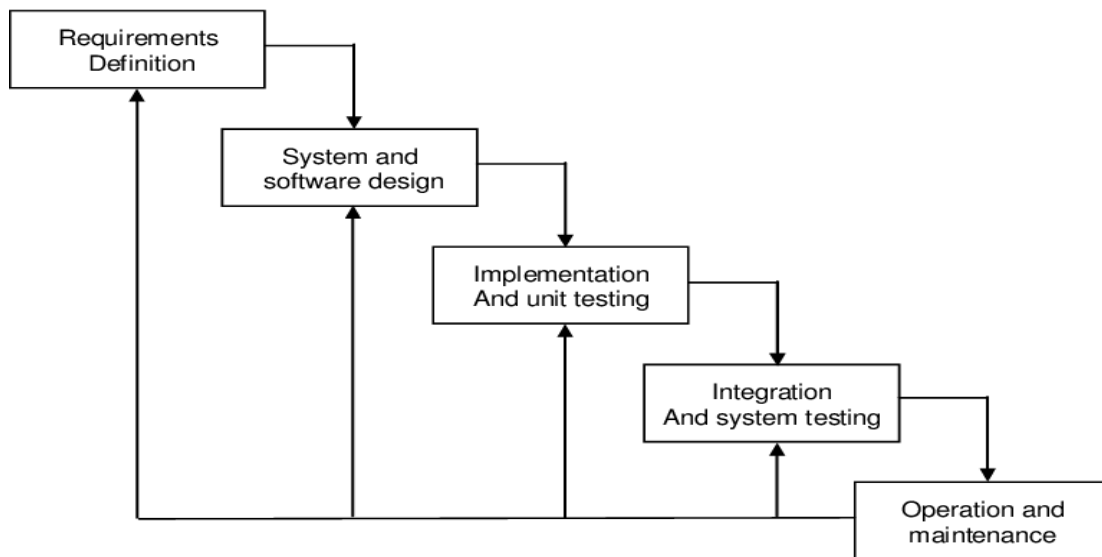 Requirements
Definition
System and
software design
Implementation
And unit testing
Integration
And system testing
Operation and
maintenance